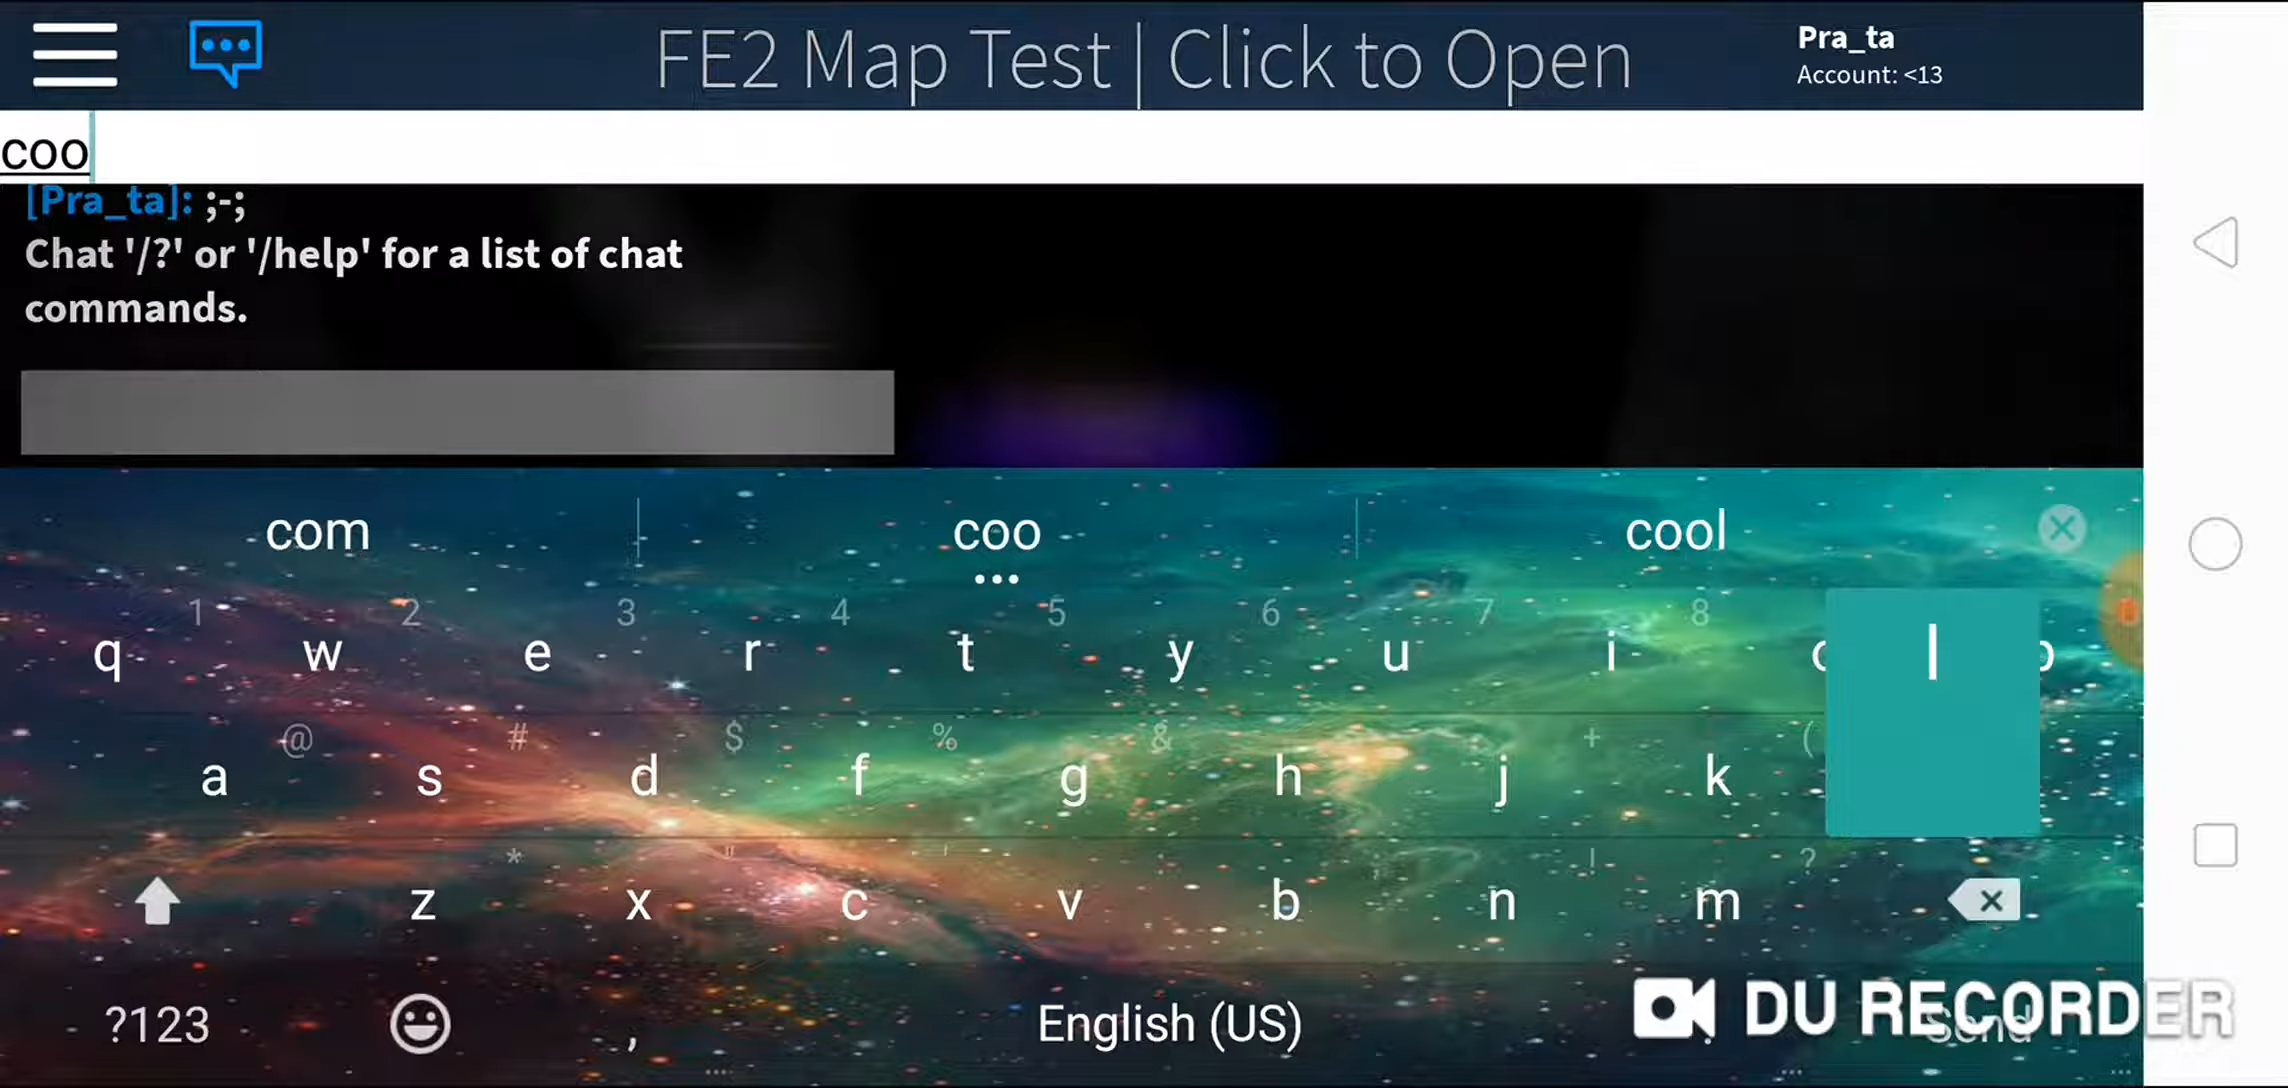 FE2 Map Test | Click to Open
Pra_ta
Account: <13
coo
[Pra_ta]: ;-;
Chat '/?' or '/help' for a list of chat
commands.
com coo cool
1 2 3 4 5 6 7 8
q w e r t y u i l p
@ # $ % & + (
a s d f g h j k
* " ' ! ?
z x c v b n m
?123 , English (US) Send
DU RECORDER